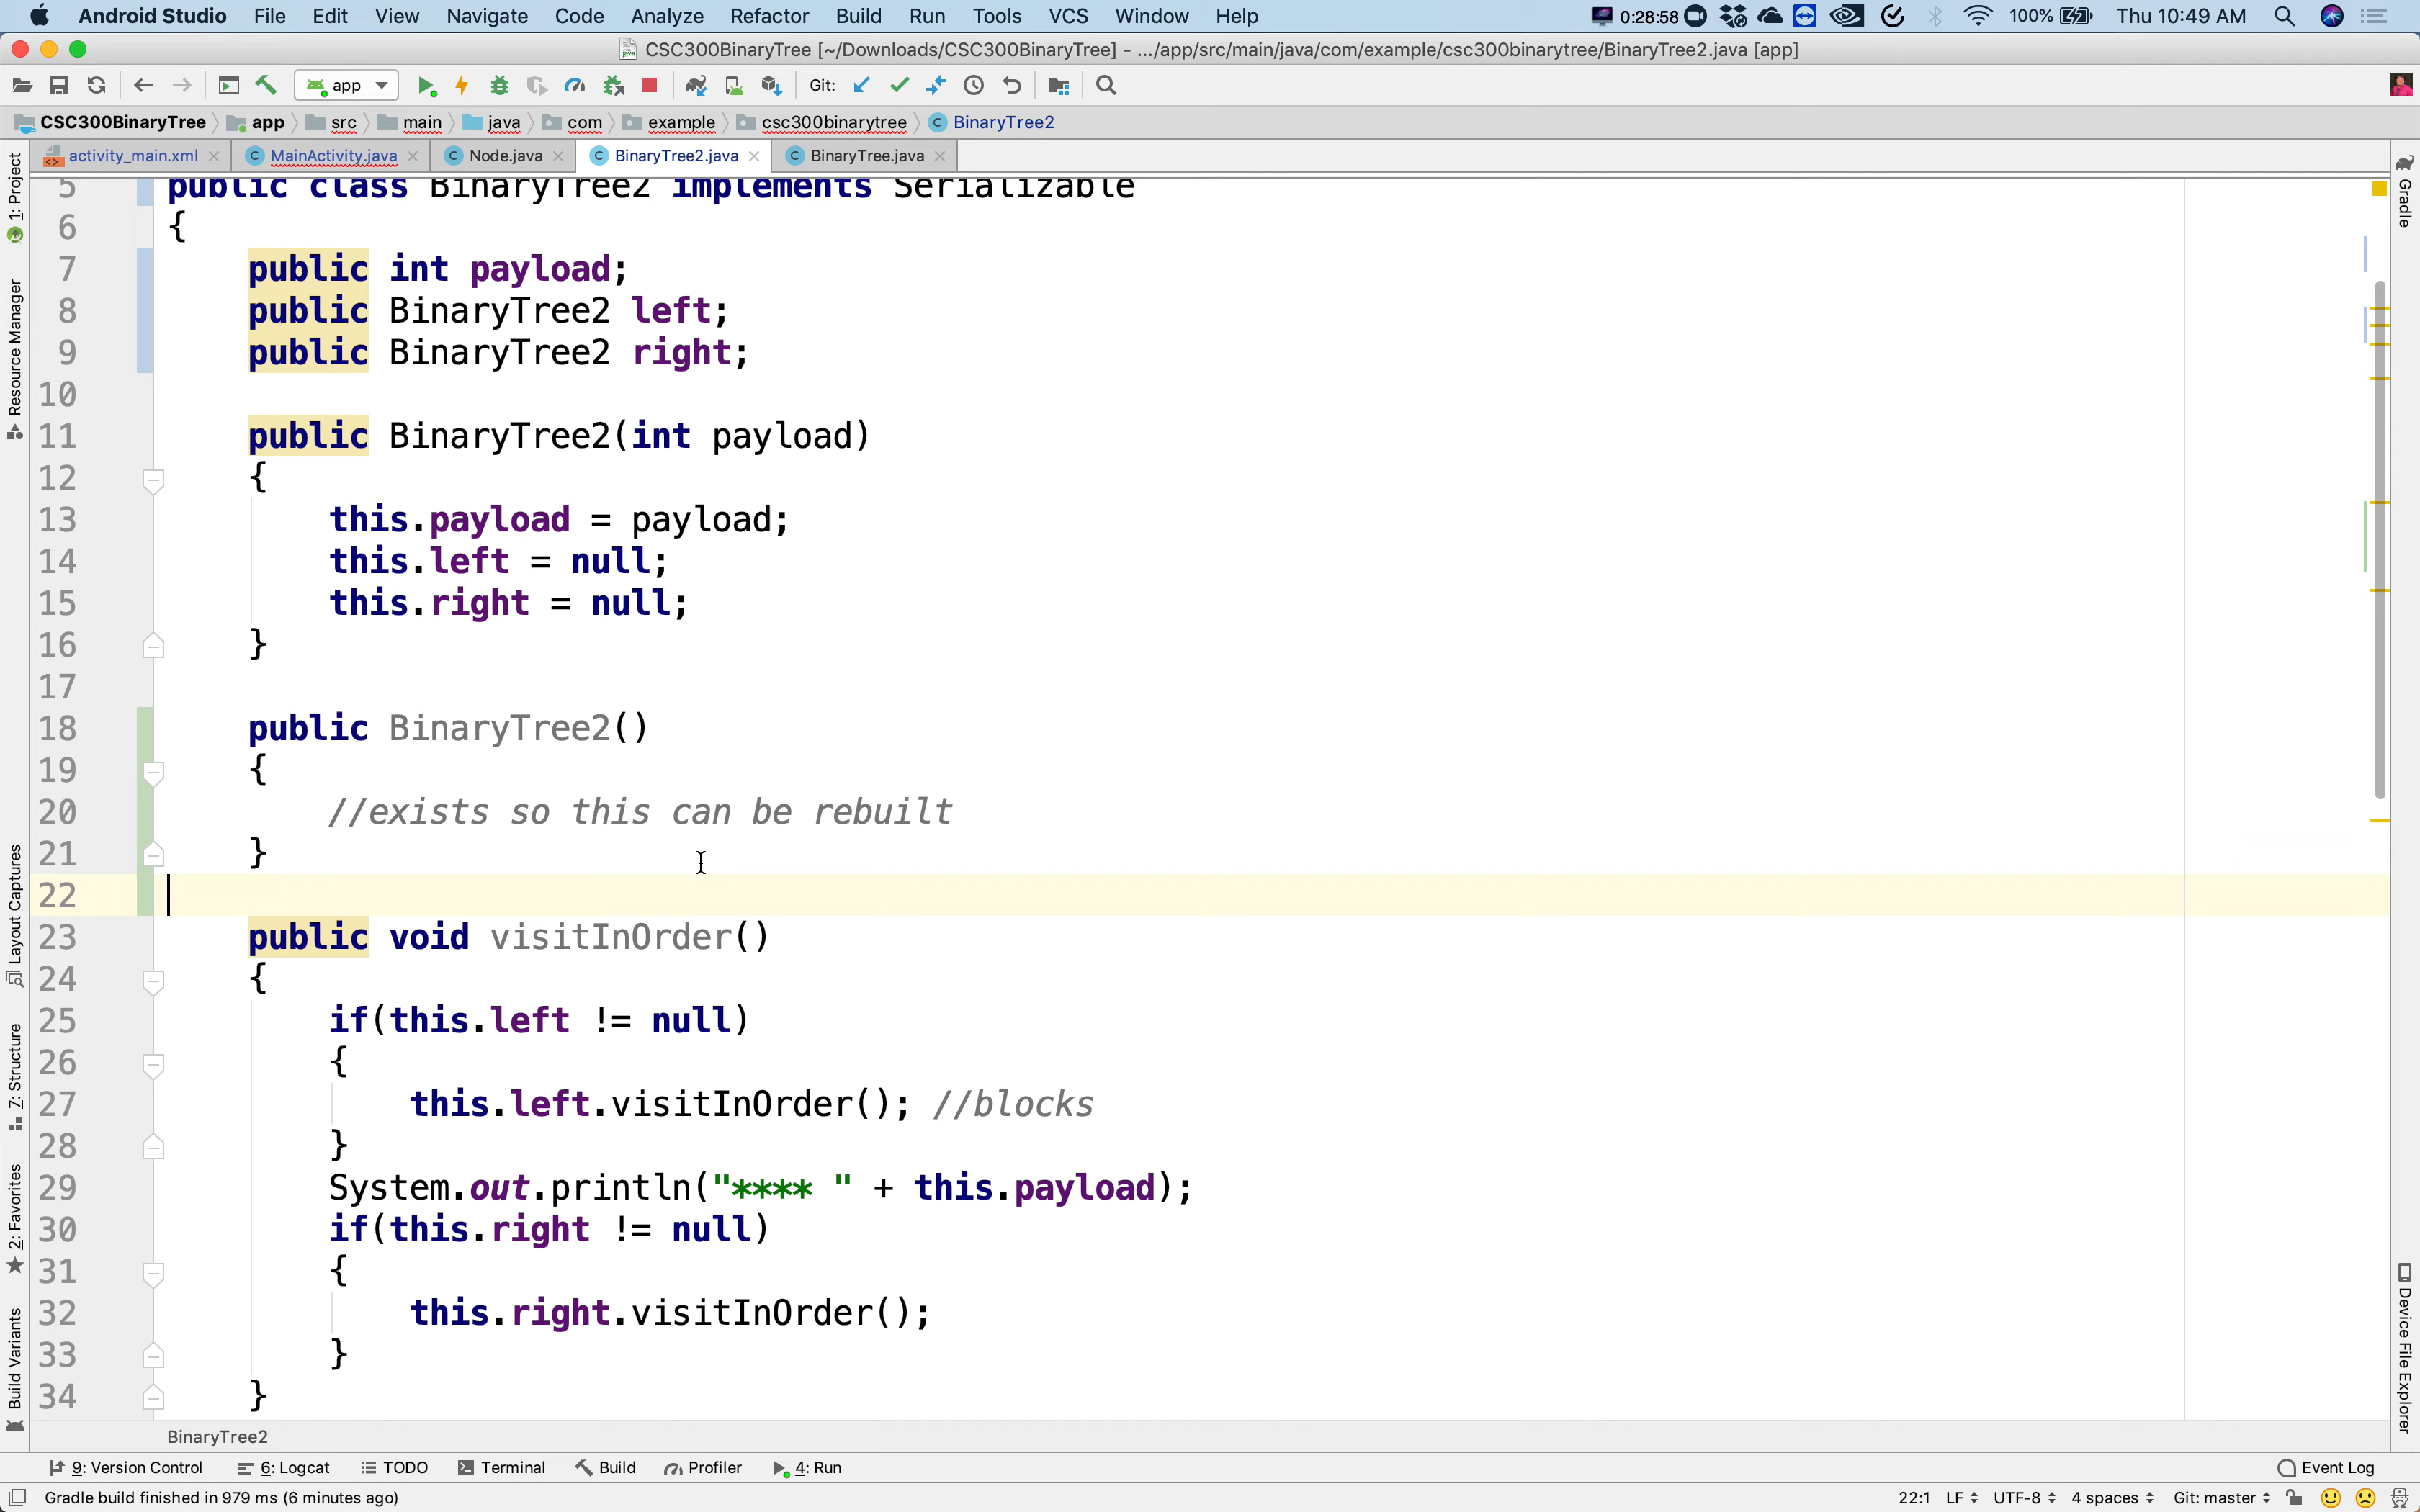 Android Studio File Edit View Navigate Code Analyze Refactor Build Run Tools VCS Window Help 0:28:58 100% Thu 10:49 AM
CSC300BinaryTree [~/Downloads/CSC300BinaryTree] - .../app/src/main/java/com/example/csc300binarytree/BinaryTree2.java [app]
app Git:
CSC300BinaryTree app src main java com example csc300binarytree BinaryTree2
activity_main.xml MainActivity.java Node.java BinaryTree2.java BinaryTree.java
1: Project
Resource Manager
Layout Captures
7: Structure
2: Favorites
Build Variants
5 public class BinaryTree2 implements Serializable
6 {
7 public int payload;
8 public BinaryTree2 left;
9 public BinaryTree2 right;
10
11 public BinaryTree2(int payload)
12 {
13 this.payload = payload;
14 this.left = null;
15 this.right = null;
16 }
17
18 public BinaryTree2()
19 {
20 //exists so this can be rebuilt
21 }
22
23 public void visitInOrder()
24 {
25 if(this.left != null)
26 {
27 this.left.visitInOrder(); //blocks
28 }
29 System.out.println("**** " + this.payload);
30 if(this.right != null)
31 {
32 this.right.visitInOrder();
33 }
34 }
Gradle
Device File Explorer
BinaryTree2
9: Version Control 6: Logcat TODO Terminal Build Profiler 4: Run Event Log
Gradle build finished in 979 ms (6 minutes ago) 22:1 LF UTF-8 4 spaces Git: master